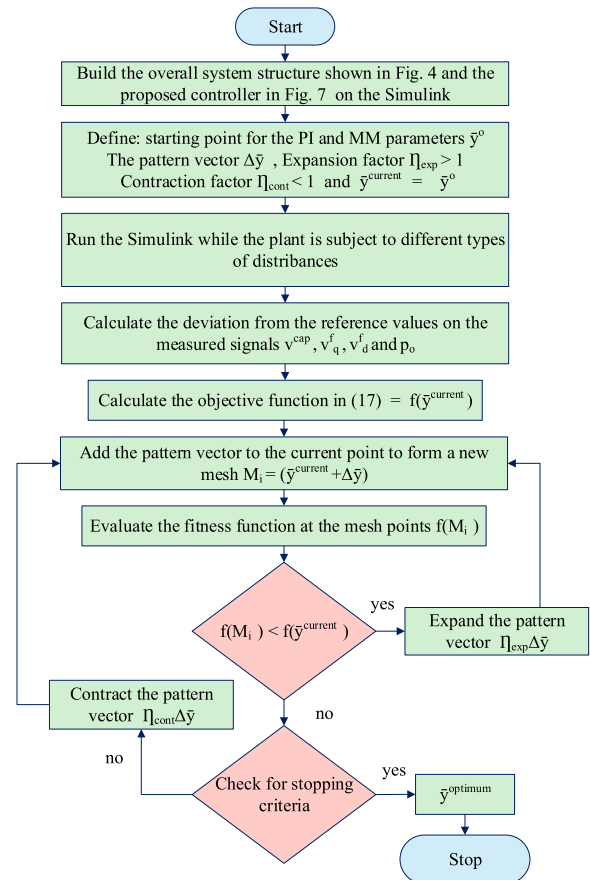 Start
Build the overall system structure shown in Fig. 4 and the
proposed controller in Fig. 7 on the Simulink
Define: starting point for the PI and MM parameters ȳᵒ
The pattern vector Δȳ , Expansion factor Ƞexp > 1
Contraction factor Ƞcont < 1 and ȳcurrent = ȳᵒ
Run the Simulink while the plant is subject to different types
of distribances
Calculate the deviation from the reference values on the
measured signals vcap, vfq, vfd and po
Calculate the objective function in (17) = f(ȳcurrent)
Add the pattern vector to the current point to form a new
mesh Mi = (ȳcurrent +Δȳ)
Evaluate the fitness function at the mesh points f(Mi )
f(Mi ) < f(ȳcurrent )
yes
Expand the pattern
vector ȠexpΔȳ
no
Contract the pattern
vector ȠcontΔȳ
no
Check for stopping
criteria
yes
ȳoptimum
Stop